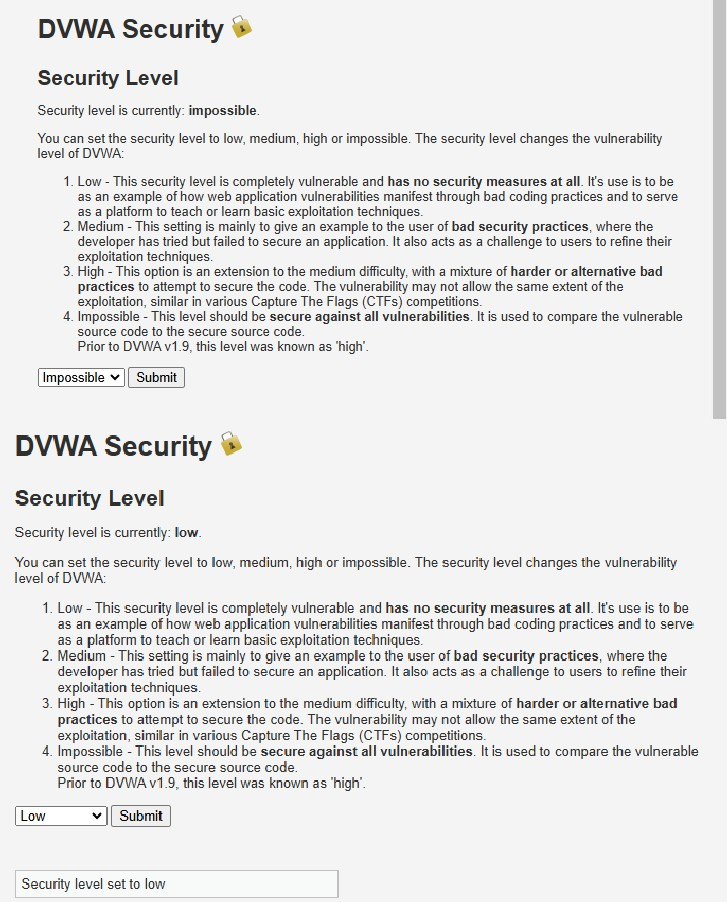 DVWA Security
Security Level
Security level is currently: impossible.
You can set the security level to low, medium, high or impossible. The security level changes the vulnerability
level of DVWA:
1. Low - This security level is completely vulnerable and has no security measures at all. It's use is to be
as an example of how web application vulnerabilities manifest through bad coding practices and to serve
as a platform to teach or learn basic exploitation techniques.
2. Medium - This setting is mainly to give an example to the user of bad security practices, where the
developer has tried but failed to secure an application. It also acts as a challenge to users to refine their
exploitation techniques.
3. High - This option is an extension to the medium difficulty, with a mixture of harder or alternative bad
practices to attempt to secure the code. The vulnerability may not allow the same extent of the
exploitation, similar in various Capture The Flags (CTFs) competitions.
4. Impossible - This level should be secure against all vulnerabilities. It is used to compare the vulnerable
source code to the secure source code.
Prior to DVWA v1.9, this level was known as 'high'.
Impossible Submit
DVWA Security
Security Level
Security level is currently: low.
You can set the security level to low, medium, high or impossible. The security level changes the vulnerability
level of DVWA:
1. Low - This security level is completely vulnerable and has no security measures at all. It's use is to be
as an example of how web application vulnerabilities manifest through bad coding practices and to serve
as a platform to teach or learn basic exploitation techniques.
2. Medium - This setting is mainly to give an example to the user of bad security practices, where the
developer has tried but failed to secure an application. It also acts as a challenge to users to refine their
exploitation techniques.
3. High - This option is an extension to the medium difficulty, with a mixture of harder or alternative bad
practices to attempt to secure the code. The vulnerability may not allow the same extent of the
exploitation, similar in various Capture The Flags (CTFs) competitions.
4. Impossible - This level should be secure against all vulnerabilities. It is used to compare the vulnerable
source code to the secure source code.
Prior to DVWA v1.9, this level was known as 'high'.
Low Submit
Security level set to low